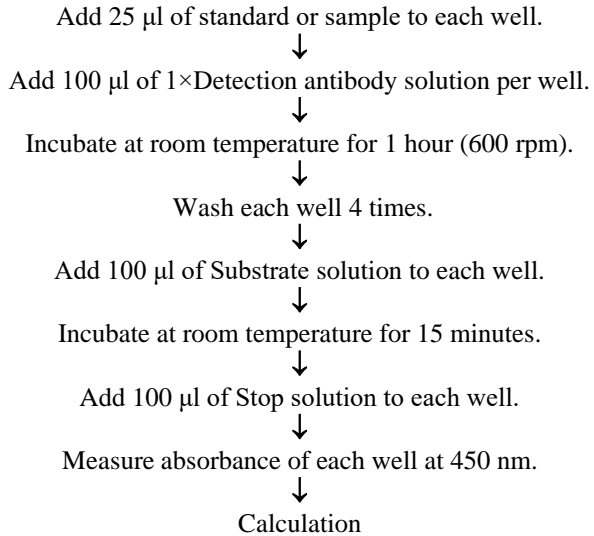 Add 25 μl of standard or sample to each well.
↓
Add 100 μl of 1×Detection antibody solution per well.
↓
Incubate at room temperature for 1 hour (600 rpm).
↓
Wash each well 4 times.
↓
Add 100 μl of Substrate solution to each well.
↓
Incubate at room temperature for 15 minutes.
↓
Add 100 μl of Stop solution to each well.
↓
Measure absorbance of each well at 450 nm.
↓
Calculation